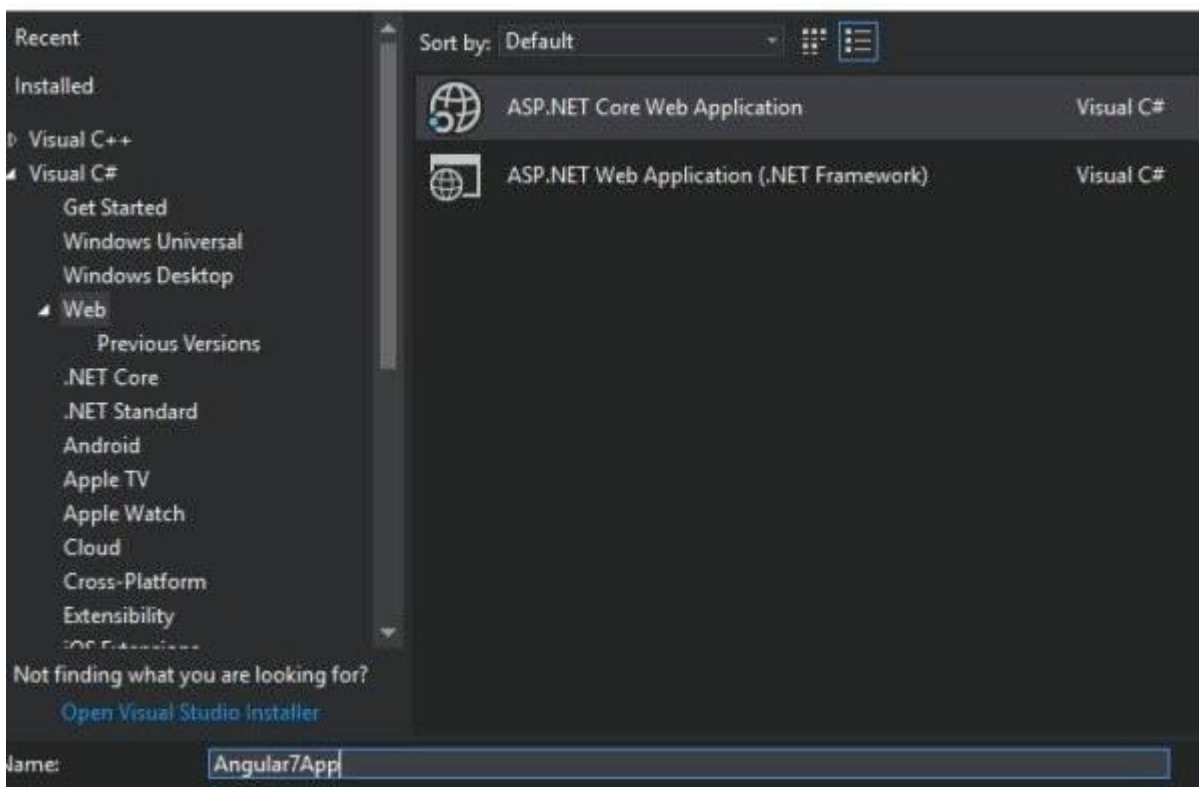 Recent
Installed
Visual C++
Visual C#
Get Started
Windows Universal
Windows Desktop
Web
Previous Versions
.NET Core
.NET Standard
Android
Apple TV
Apple Watch
Cloud
Cross-Platform
Extensibility
Not finding what you are looking for?
Open Visual Studio Installer
Sort by: Default
ASP.NET Core Web Application Visual C#
ASP.NET Web Application (.NET Framework) Visual C#
Name: Angular7App